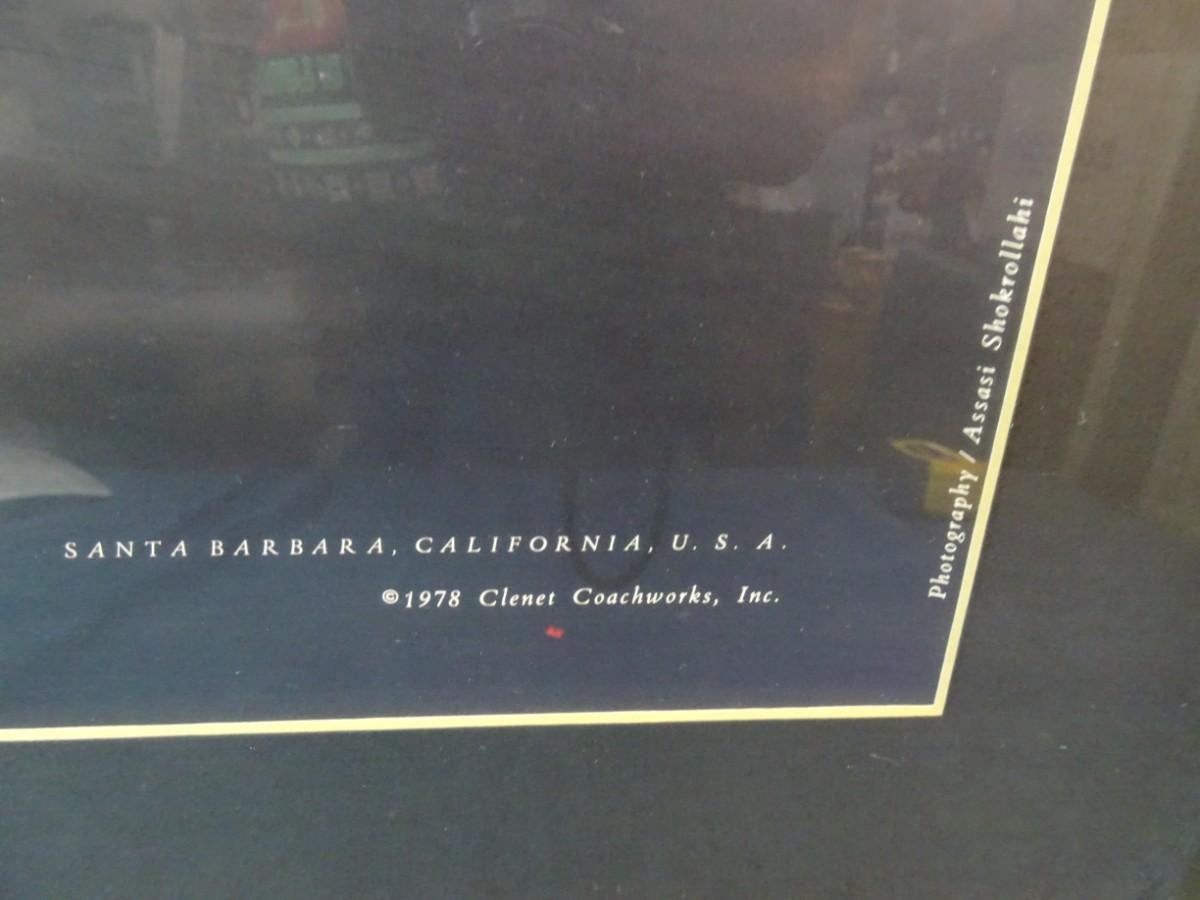 SANTA BARBARA, CALIFORNIA, U. S. A.
©1978 Clenet Coachworks, Inc.
Photography / Assasi Shokrollahi